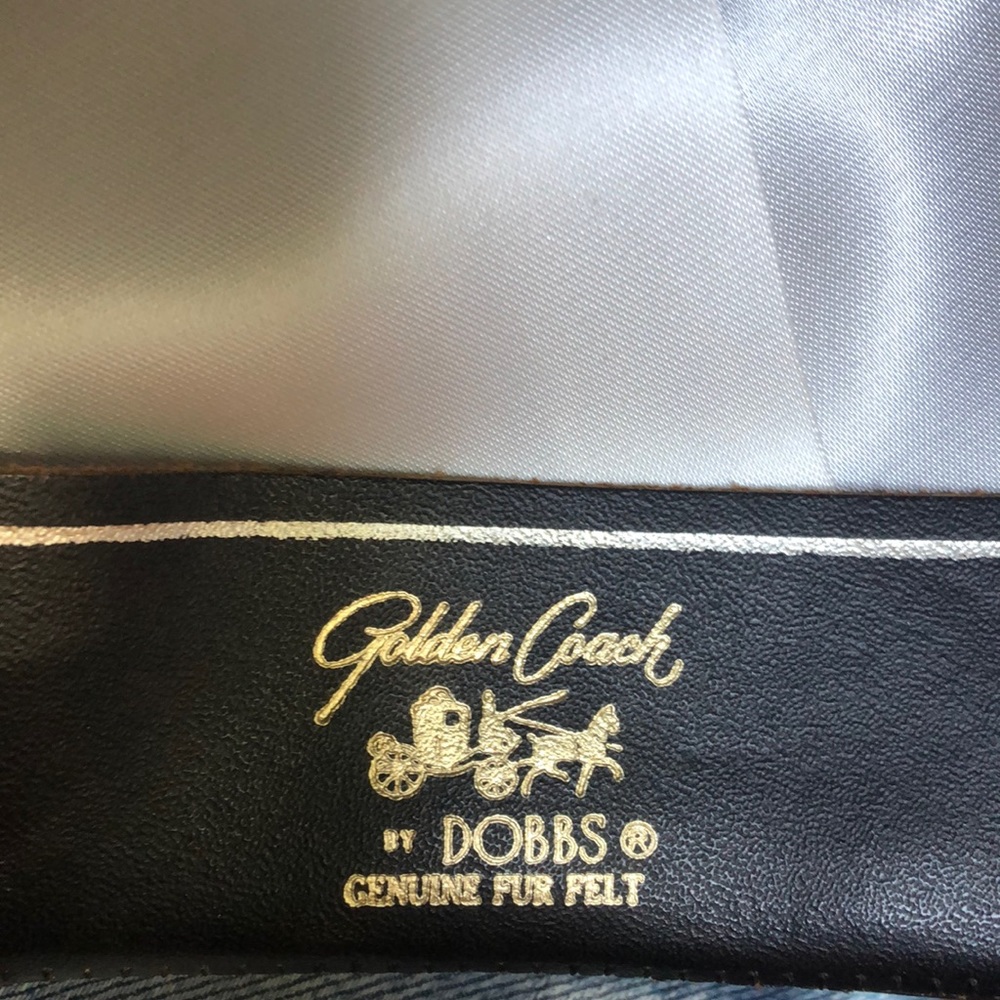 Golden Coach
BY DOBBS ®
GENUINE FUR FELT